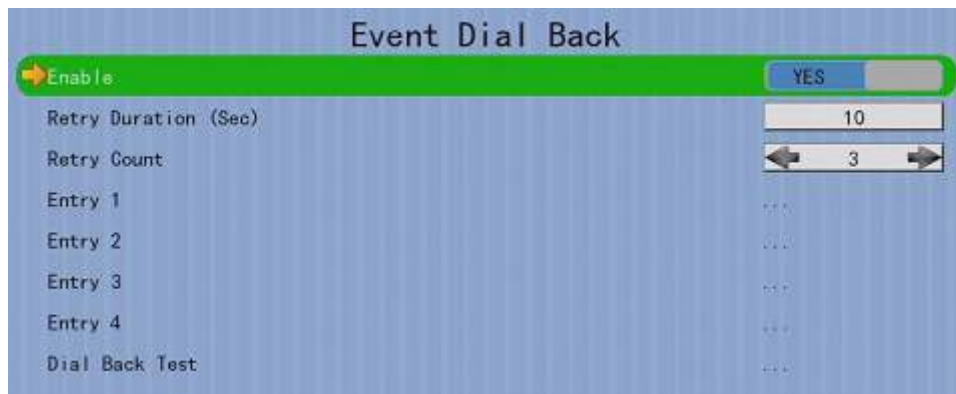 Event Dial Back
Enable YES
Retry Duration (Sec) 10
Retry Count 3
Entry 1 ...
Entry 2 ...
Entry 3 ...
Entry 4 ...
Dial Back Test ...